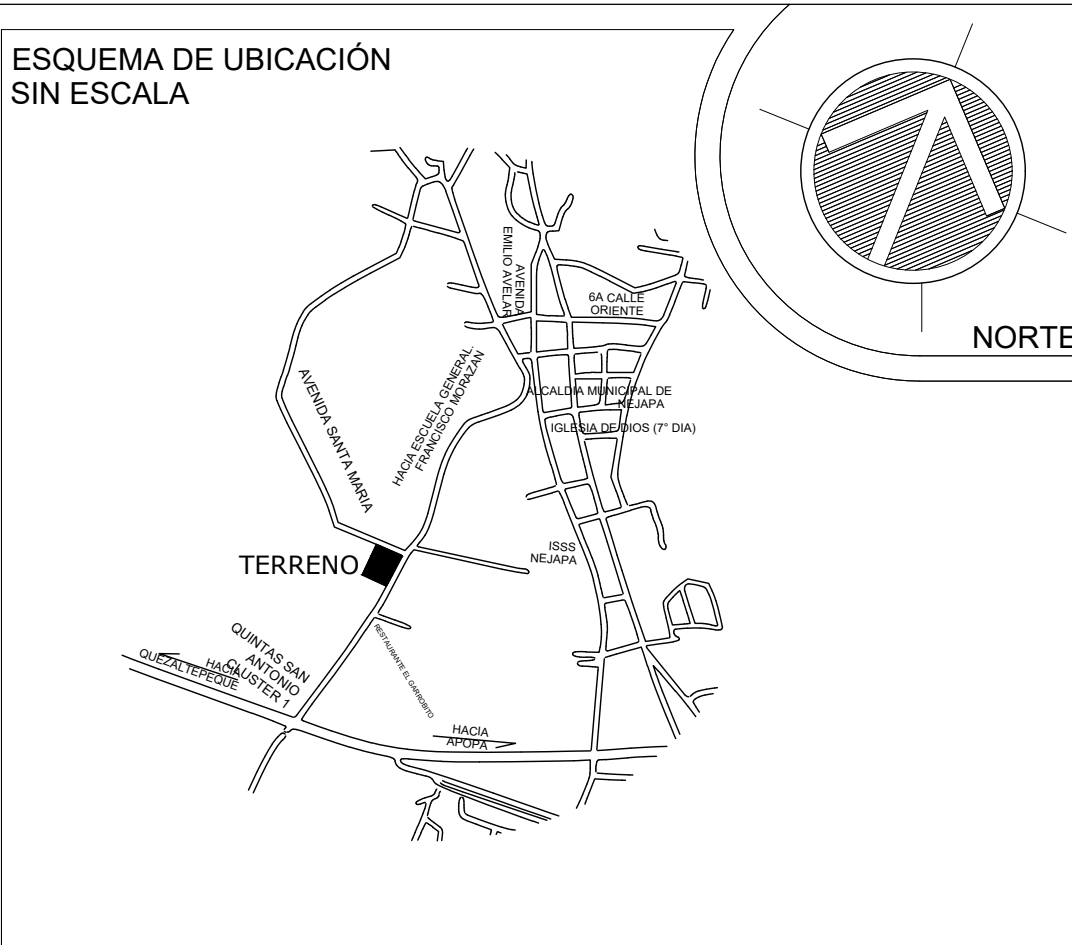 ESQUEMA DE UBICACIÓN
SIN ESCALA
NORTE
AVENIDA
EMILIO AVELAR
6A CALLE
ORIENTE
AVENIDA SANTA MARIA
HACIA ESCUELA GENERAL.
FRANCISCO MORAZAN
ALCALDIA MUNICIPAL DE
NEJAPA
IGLESIA DE DIOS (7° DIA)
ISSS
NEJAPA
TERRENO
QUINTAS SAN
ANTONIO
CLUSTER 1
HACIA
QUEZALTEPEQUE
RESTAURANTE EL GARROBITO
HACIA
APOPA